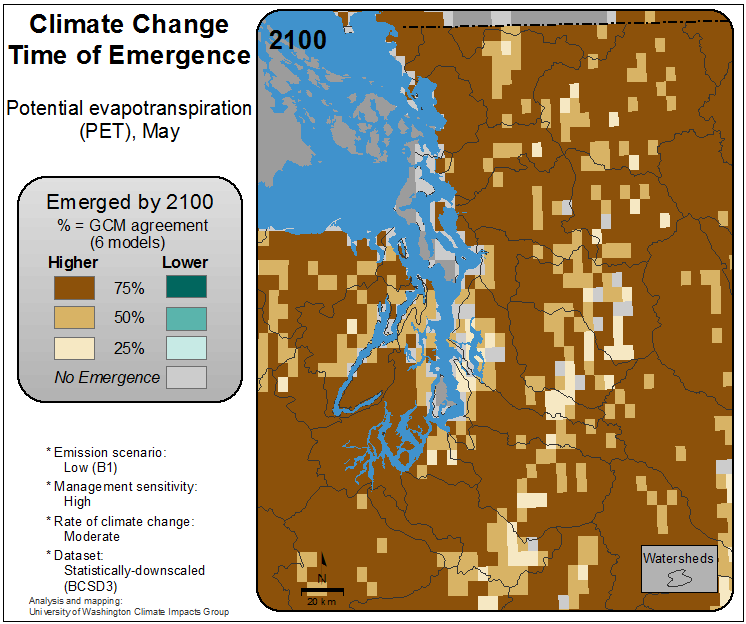 Climate Change
Time of Emergence
Potential evapotranspiration
(PET), May
Emerged by 2100
% = GCM agreement
(6 models)
Higher Lower
75%
50%
25%
No Emergence
* Emission scenario:
Low (B1)
* Management sensitivity:
High
* Rate of climate change:
Moderate
* Dataset:
Statistically-downscaled
(BCSD3)
Analysis and mapping:
University of Washington Climate Impacts Group
2100
N
20 km
Watersheds